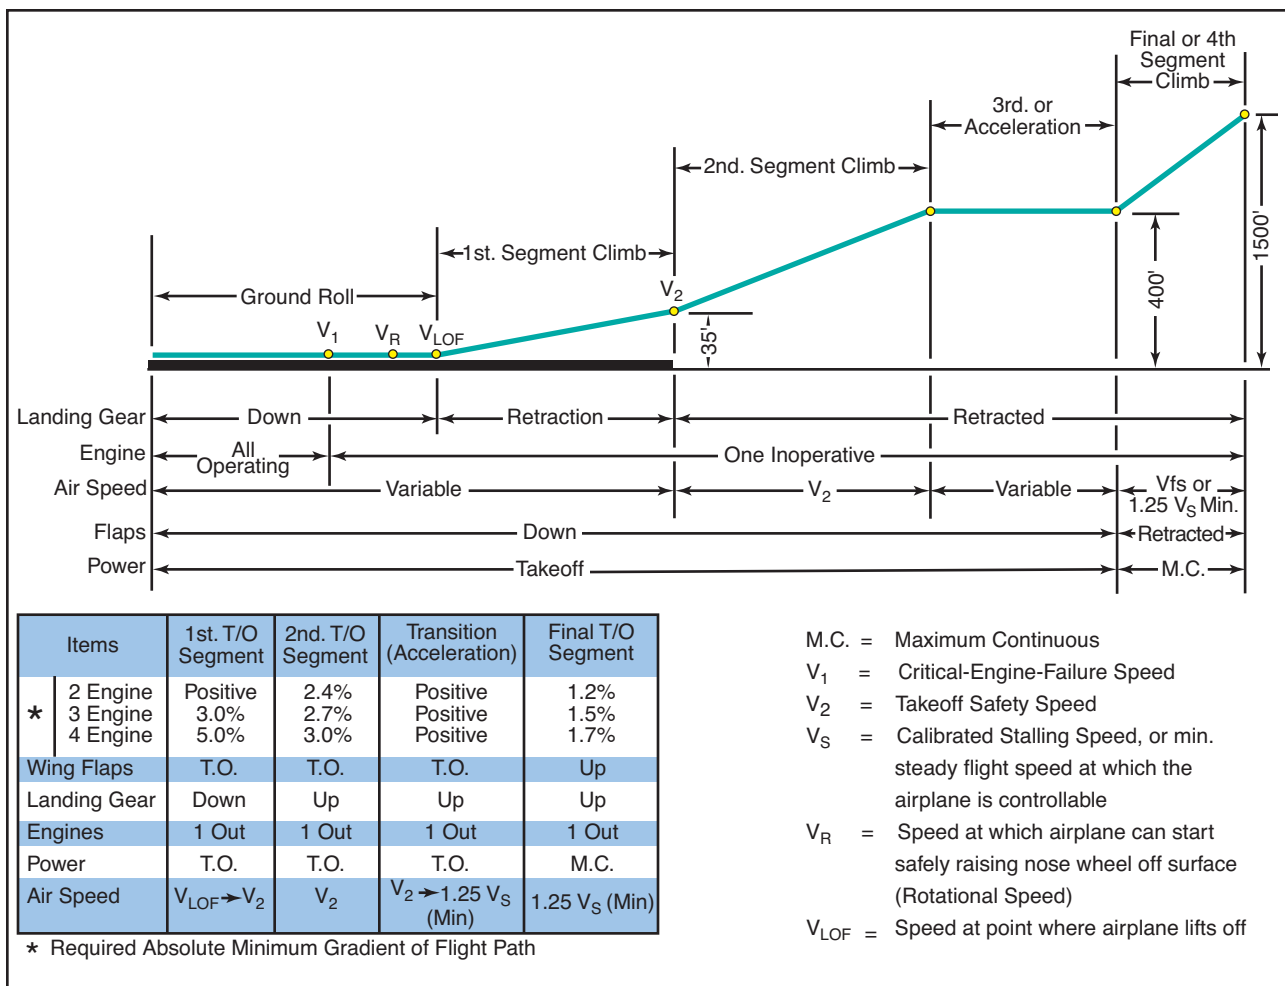 Final or 4th
Segment
Climb
3rd. or
Acceleration
2nd. Segment Climb
1500'
1st. Segment Climb
400'
Ground Roll
V2
V1
VR
VLOF
35'
Landing Gear
Down
Retraction
Retracted
Engine
All
Operating
One Inoperative
Air Speed
Variable
V2
Variable
Vfs or
1.25 VS Min.
Flaps
Down
Retracted
Power
Takeoff
M.C.
Items
1st. T/O
Segment
2nd. T/O
Segment
Transition
(Acceleration)
Final T/O
Segment
* 2 Engine Positive 2.4% Positive 1.2%
3 Engine 3.0% 2.7% Positive 1.5%
4 Engine 5.0% 3.0% Positive 1.7%
Wing Flaps T.O. T.O. T.O. Up
Landing Gear Down Up Up Up
Engines 1 Out 1 Out 1 Out 1 Out
Power T.O. T.O. T.O. M.C.
Air Speed
VLOF→V2
V2
V2→1.25 VS
(Min)
1.25 VS (Min)
* Required Absolute Minimum Gradient of Flight Path
M.C. = Maximum Continuous
V1 = Critical-Engine-Failure Speed
V2 = Takeoff Safety Speed
VS = Calibrated Stalling Speed, or min.
steady flight speed at which the
airplane is controllable
VR = Speed at which airplane can start
safely raising nose wheel off surface
(Rotational Speed)
VLOF = Speed at point where airplane lifts off